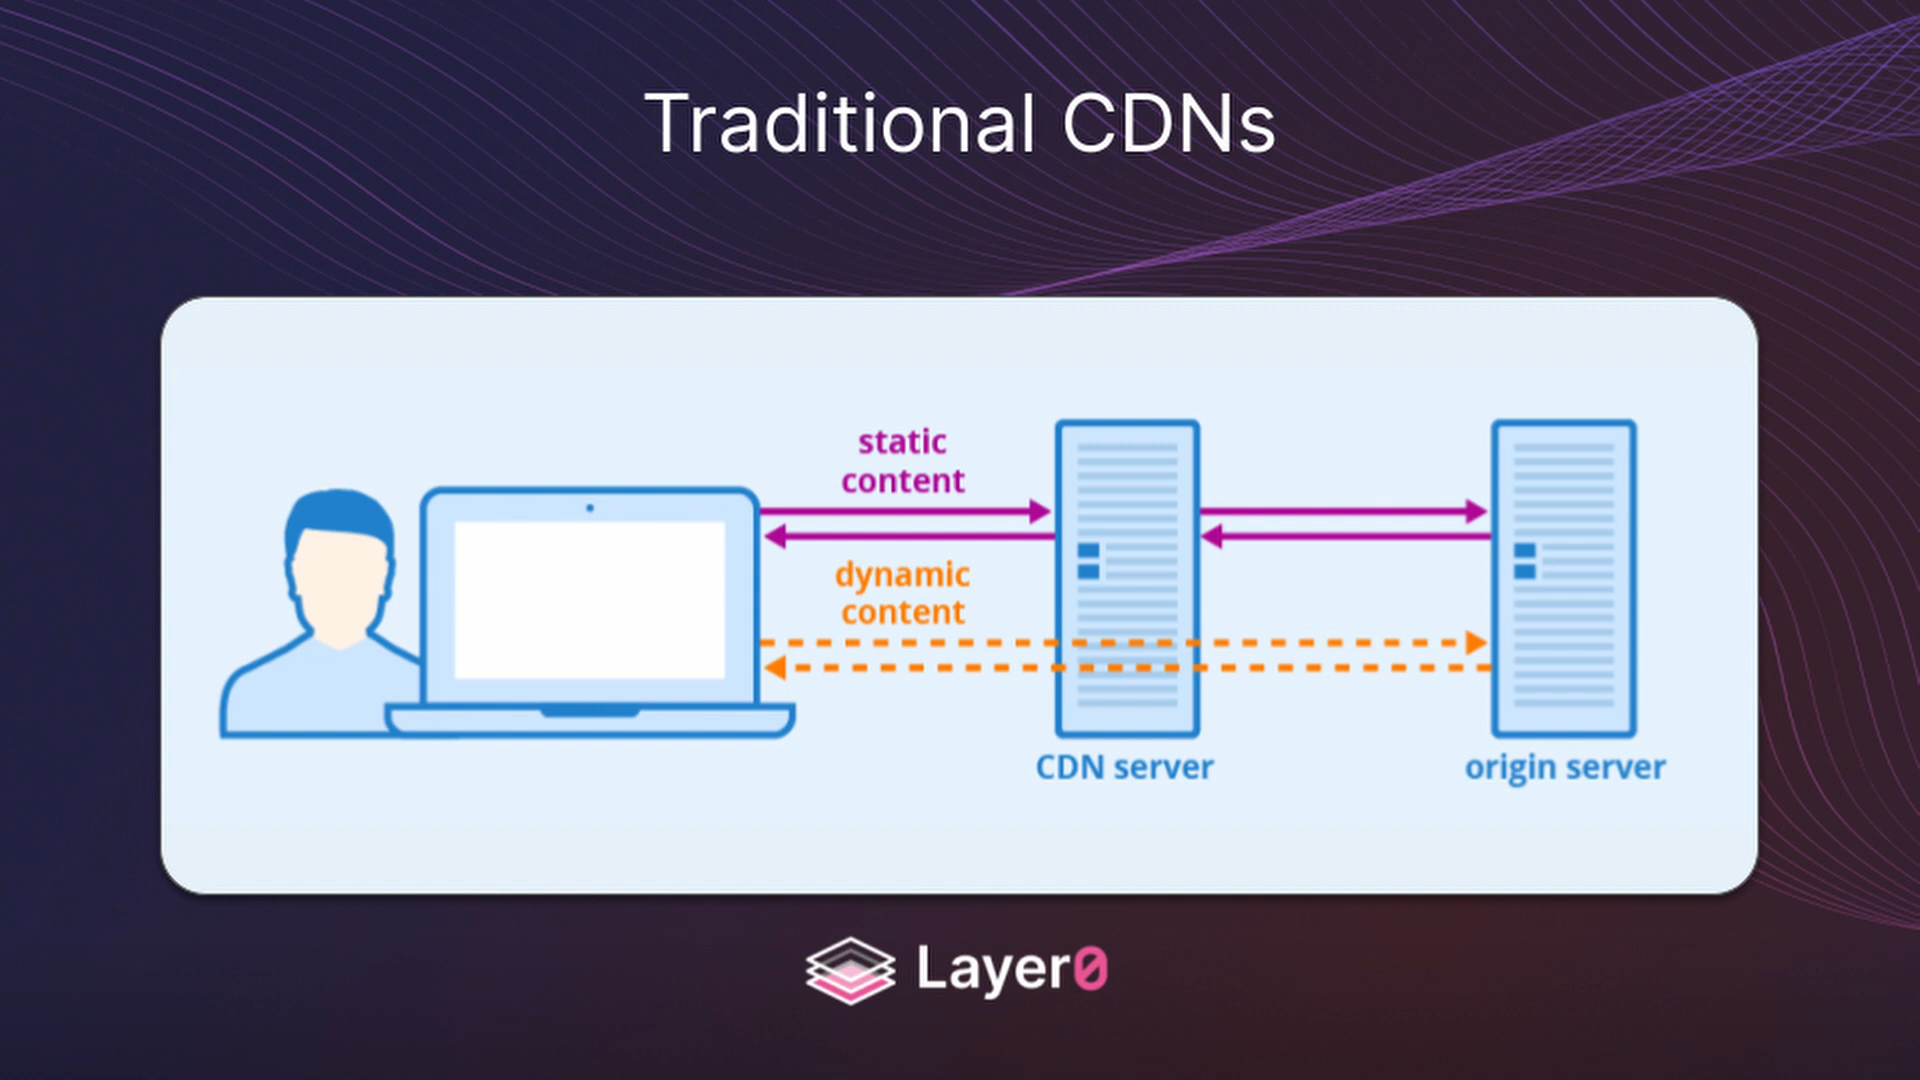 Traditional CDNs
static
content
dynamic
content
CDN server
origin server
Layer0